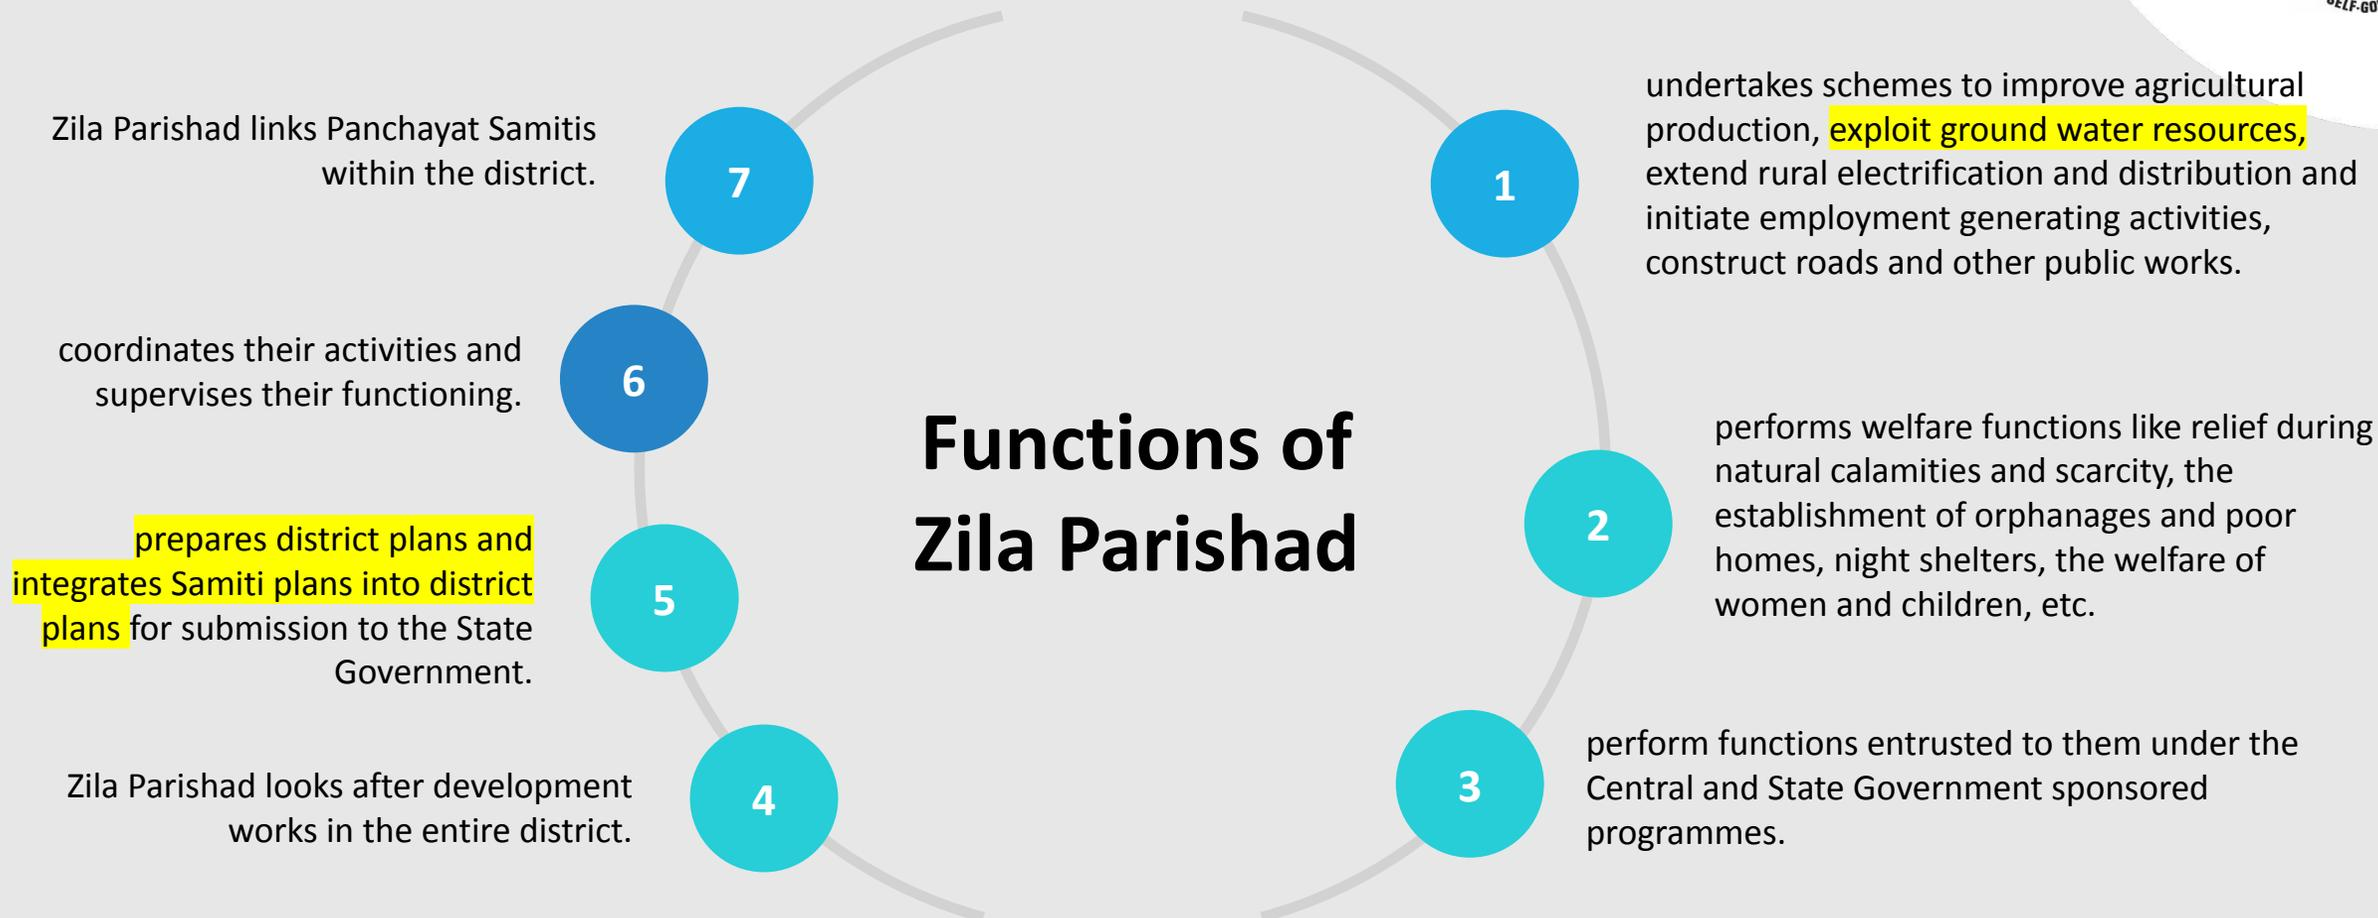 SELF-GO
Functions of
Zila Parishad
1
undertakes schemes to improve agricultural
production, exploit ground water resources,
extend rural electrification and distribution and
initiate employment generating activities,
construct roads and other public works.
2
performs welfare functions like relief during
natural calamities and scarcity, the
establishment of orphanages and poor
homes, night shelters, the welfare of
women and children, etc.
3
perform functions entrusted to them under the
Central and State Government sponsored
programmes.
4
Zila Parishad looks after development
works in the entire district.
5
prepares district plans and
integrates Samiti plans into district
plans for submission to the State
Government.
6
coordinates their activities and
supervises their functioning.
7
Zila Parishad links Panchayat Samitis
within the district.